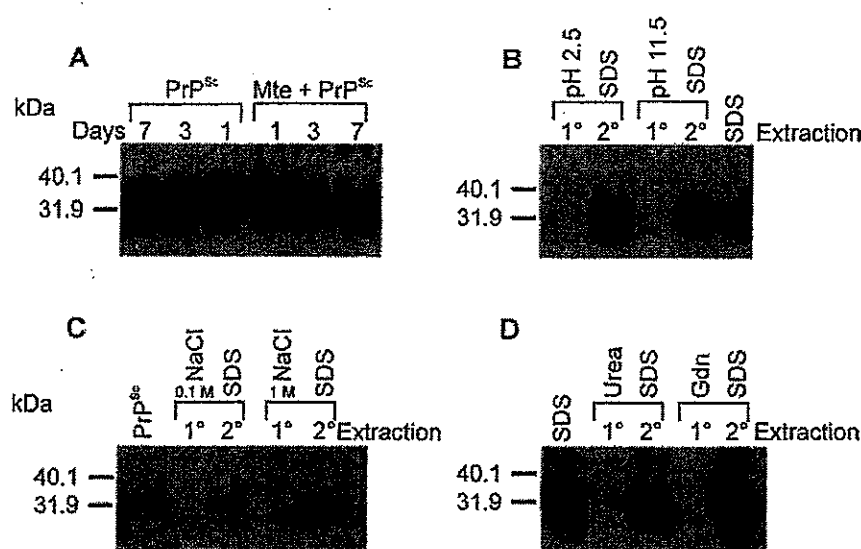 A
PrP^Sc Mte + PrP^Sc
kDa
Days 7 3 1 1 3 7
40.1
31.9
B
pH 2.5 SDS pH 11.5 SDS SDS
1° 2° 1° 2° Extraction
40.1
31.9
C
NaCl SDS NaCl SDS
0.1 M 1 M
kDa
PrP^Sc 1° 2° 1° 2° Extraction
40.1
31.9
D
SDS Urea SDS Gdn SDS
1° 2° 1° 2° Extraction
40.1
31.9